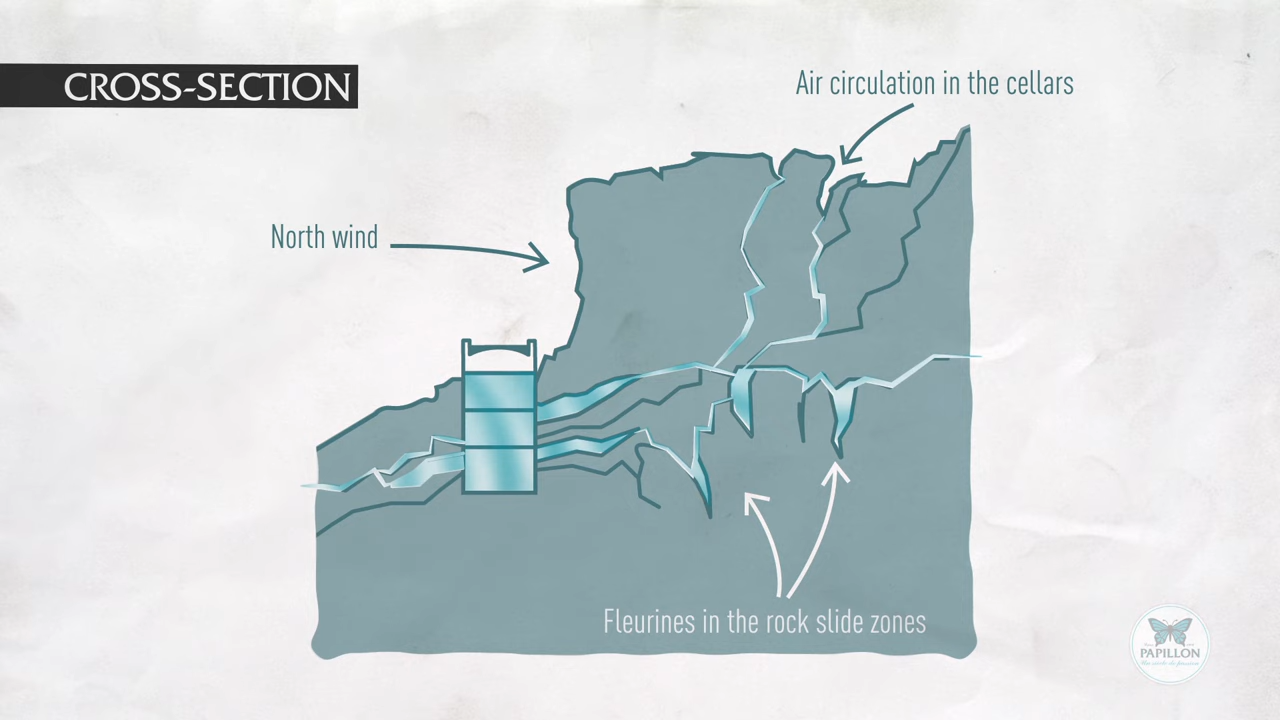 CROSS-SECTION
Air circulation in the cellars
North wind
Fleurines in the rock slide zones
PAPILLON